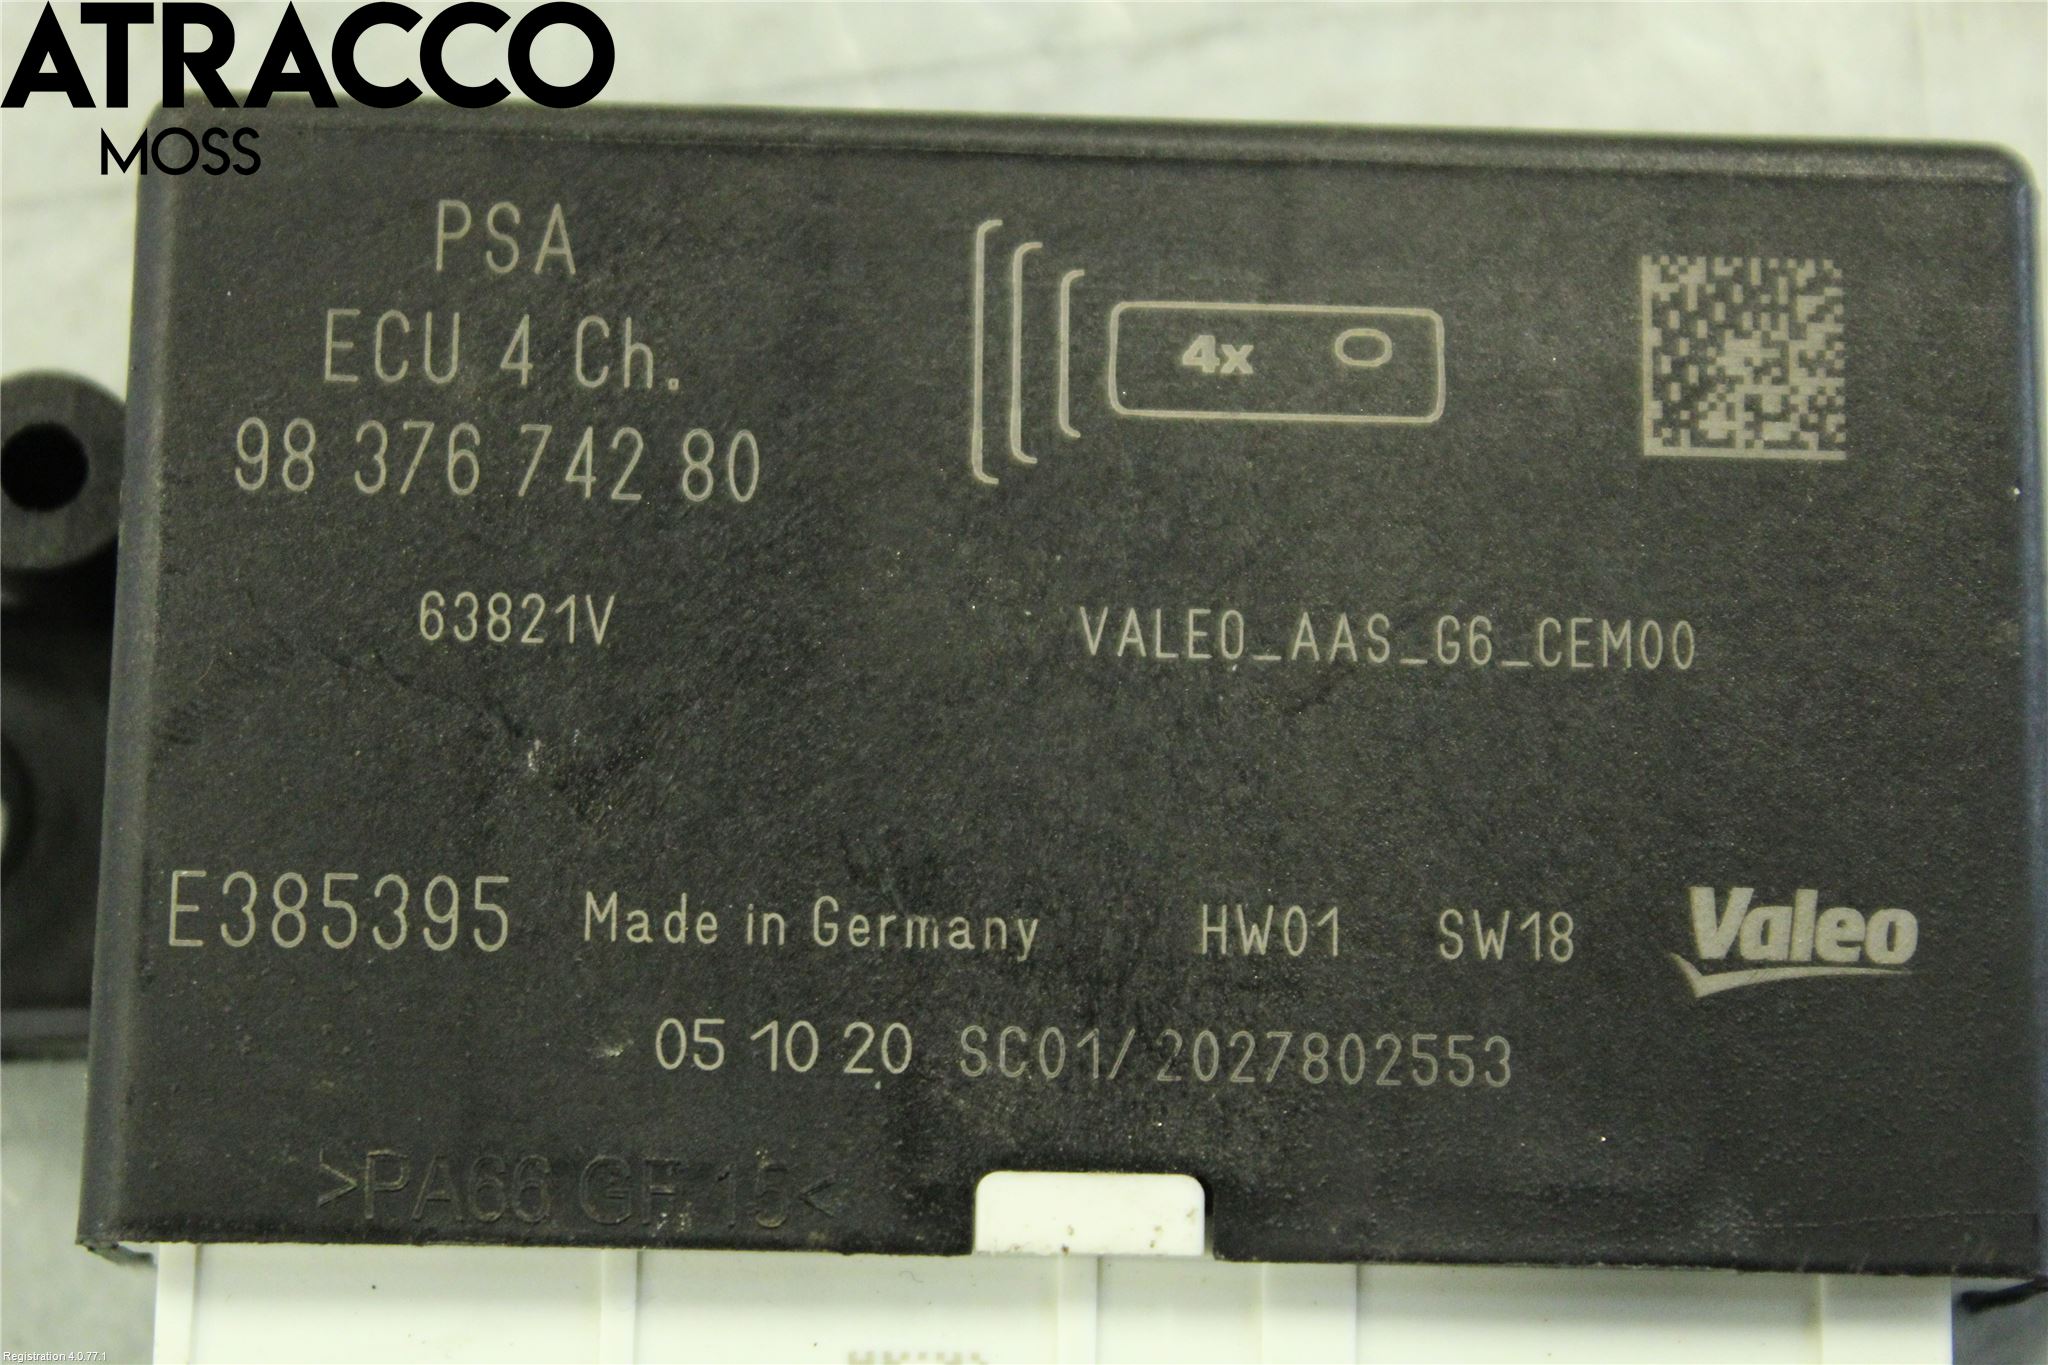 ATRACCO
MOSS
PSA
ECU 4 Ch.
98 376 742 80
4x
63821V
VALEO_AAS_G6_CEM00
E385395 Made in Germany HW01 SW18 Valeo
05 10 20 SC01/2027802553
>PA66 GF 15<
Registration 4.0.77.1